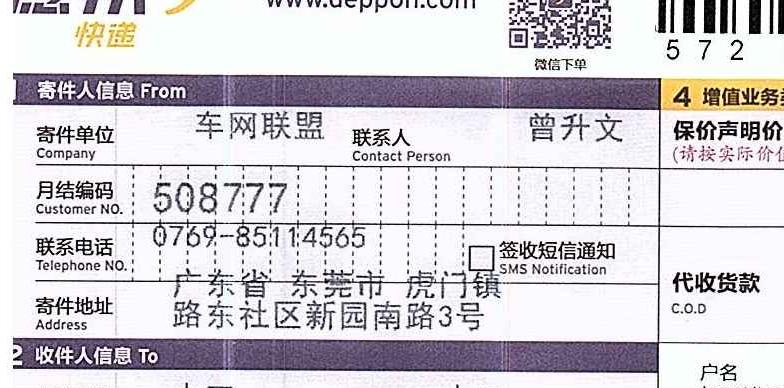 快递
www.deppon.com
微信下单
572
寄件人信息 From
4 增值业务
寄件单位 车网联盟 联系人 曾升文
Company Contact Person
保价声明价
(请按实际价值
月结编码 508777
Customer NO.
联系电话 0769-85114565 签收短信通知
Telephone NO. SMS Notification
寄件地址 广东省 东莞市 虎门镇
Address 路东社区新园南路3号
代收货款
C.O.D
2 收件人信息 To
户名